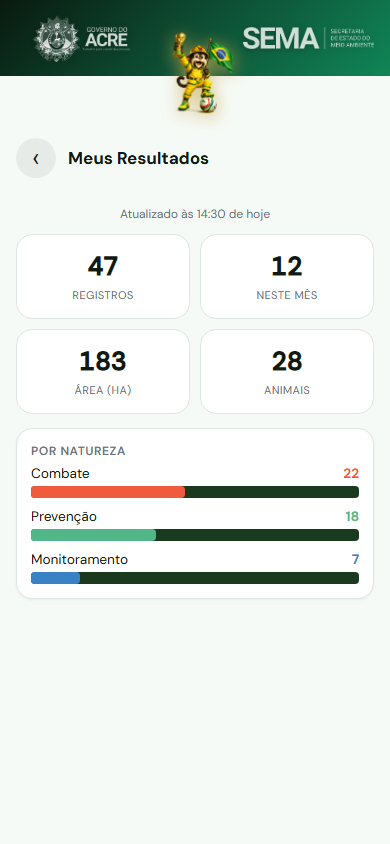 GOVERNO DO
ACRE
SEMA
SECRETARIA
DE ESTADO DO
MEIO AMBIENTE
Meus Resultados
Atualizado às 14:30 de hoje
47
REGISTROS
12
NESTE MÊS
183
ÁREA (HA)
28
ANIMAIS
POR NATUREZA
Combate 22
Prevenção 18
Monitoramento 7